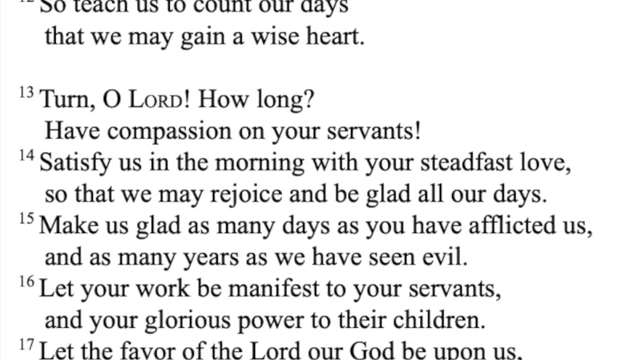 12 So teach us to count our days
that we may gain a wise heart.
13 Turn, O LORD! How long?
Have compassion on your servants!
14 Satisfy us in the morning with your steadfast love,
so that we may rejoice and be glad all our days.
15 Make us glad as many days as you have afflicted us,
and as many years as we have seen evil.
16 Let your work be manifest to your servants,
and your glorious power to their children.
17 Let the favor of the Lord our God be upon us,